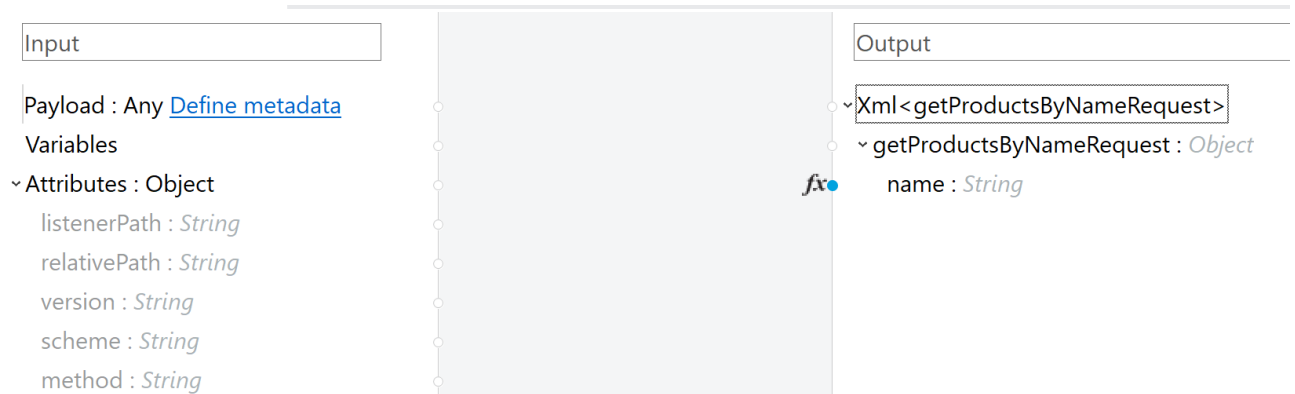 Input
Payload : Any Define metadata
Variables
Attributes : Object
listenerPath : String
relativePath : String
version : String
scheme : String
method : String
fx
Output
Xml<getProductsByNameRequest>
getProductsByNameRequest : Object
name : String